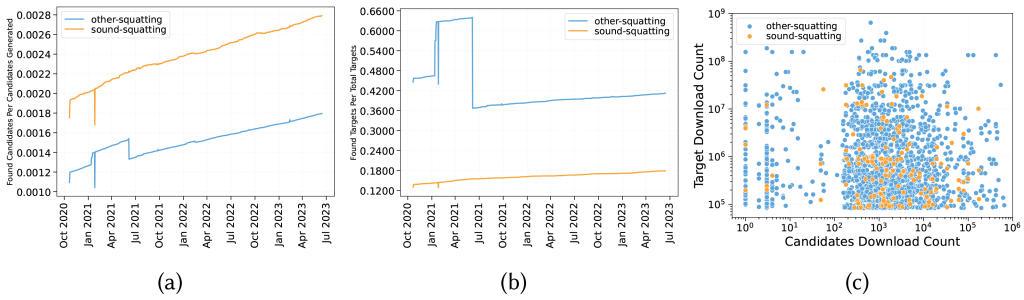 Found Candidates Per Candidates Generated
0.0028
0.0026
0.0024
0.0022
0.0020
0.0018
0.0016
0.0014
0.0012
0.0010
other-squatting
sound-squatting
Oct 2020
Jan 2021
Apr 2021
Jul 2021
Oct 2021
Jan 2022
Apr 2022
Jul 2022
Oct 2022
Jan 2023
Apr 2023
Jul 2023
(a)
Found Targets Per Total Targets
0.6600
0.5400
0.4800
0.4200
0.3600
0.3000
0.2400
0.1800
0.1200
other-squatting
sound-squatting
Oct 2020
Jan 2021
Apr 2021
Jul 2021
Oct 2021
Jan 2022
Apr 2022
Jul 2022
Oct 2022
Jan 2023
Apr 2023
Jul 2023
(b)
Target Download Count
10⁹
10⁸
10⁷
10⁶
10⁵
other-squatting
sound-squatting
10⁰ 10¹ 10² 10³ 10⁴ 10⁵ 10⁶
Candidates Download Count
(c)